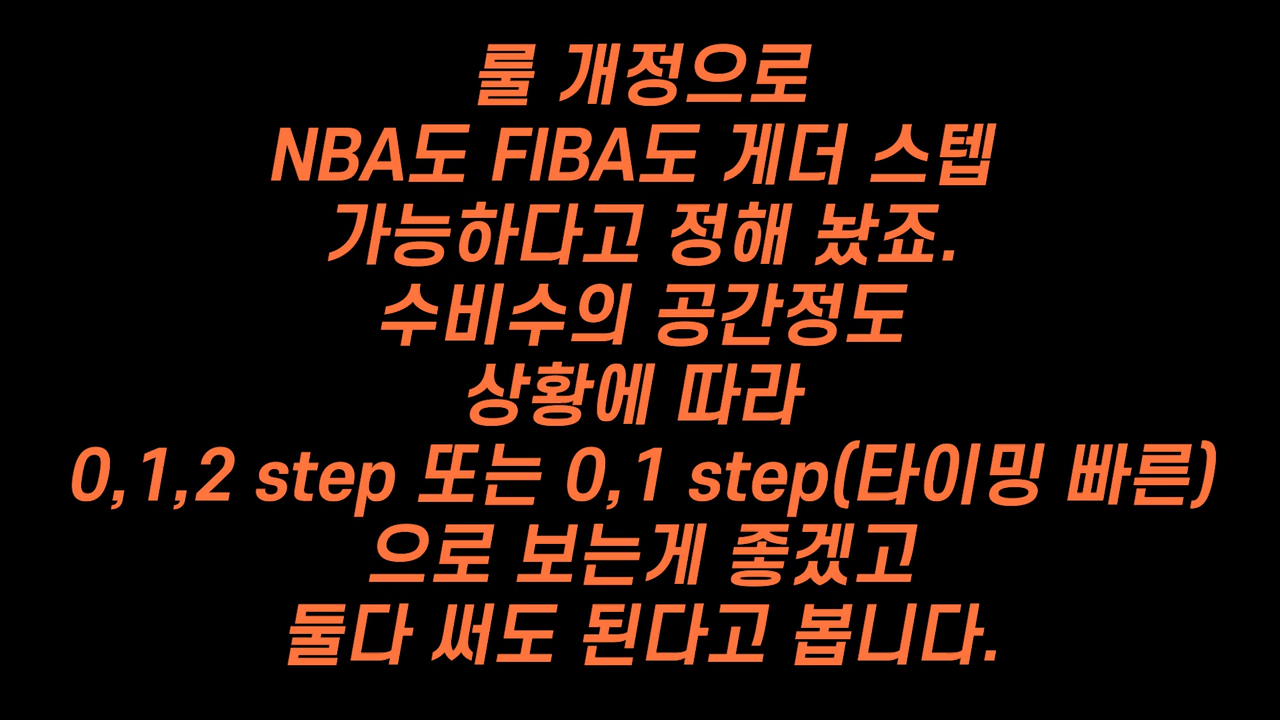 룰 개정으로
NBA도 FIBA도 게더 스텝
가능하다고 정해 놨죠.
수비수의 공간정도
상황에 따라
0,1,2 step 또는 0,1 step(타이밍 빠른)
으로 보는게 좋겠고
둘다 써도 된다고 봅니다.